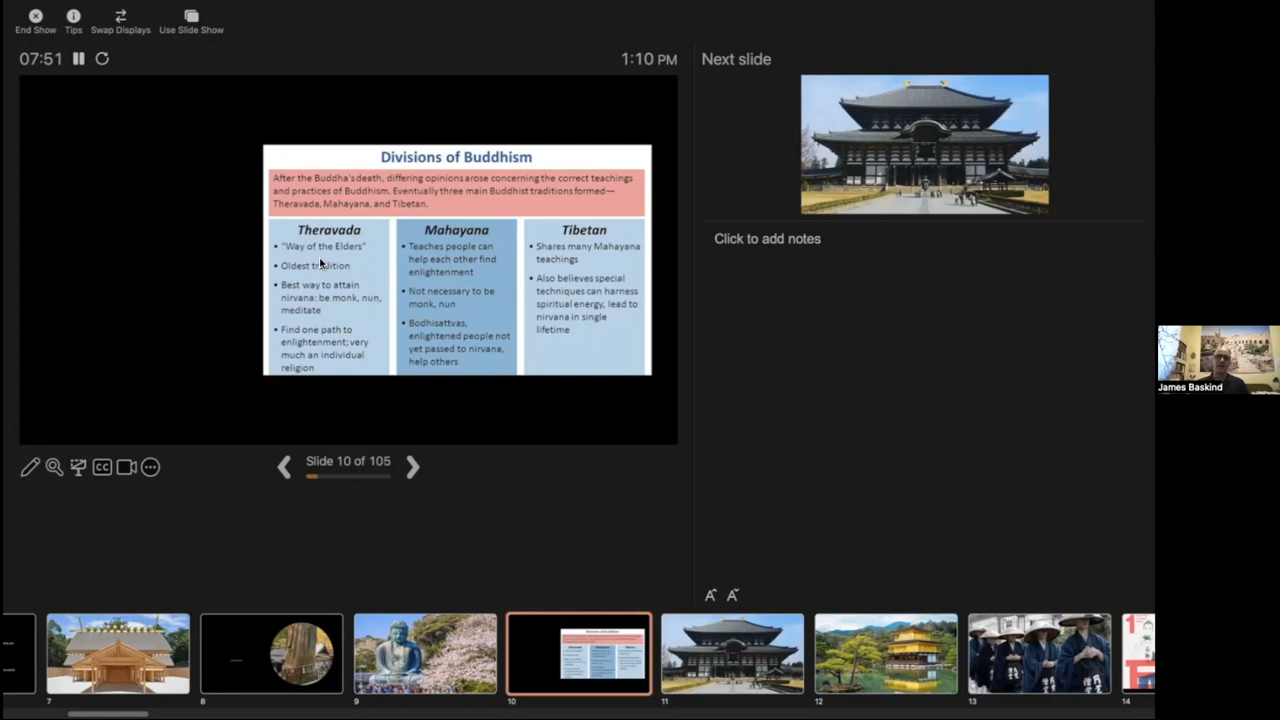 End Show Tips Swap Displays Use Slide Show
07:51
1:10 PM
Next slide
Divisions of Buddhism
After the Buddha's death, differing opinions arose concerning the correct teachings
and practices of Buddhism. Eventually three main Buddhist traditions formed—
Theravada, Mahayana, and Tibetan.
Theravada
• "Way of the Elders"
• Oldest tradition
• Best way to attain
nirvana: be monk, nun,
meditate
• Find one path to
enlightenment; very
much an individual
religion
Mahayana
• Teaches people can
help each other find
enlightenment
• Not necessary to be
monk, nun
• Bodhisattvas,
enlightened people not
yet passed to nirvana,
help others
Tibetan
• Shares many Mahayana
teachings
• Also believes special
techniques can harness
spiritual energy, lead to
nirvana in single
lifetime
Click to add notes
James Baskind
CC
Slide 10 of 105
A A
Divisions of Buddhism
1
7 8 9 10 11 12 13 14